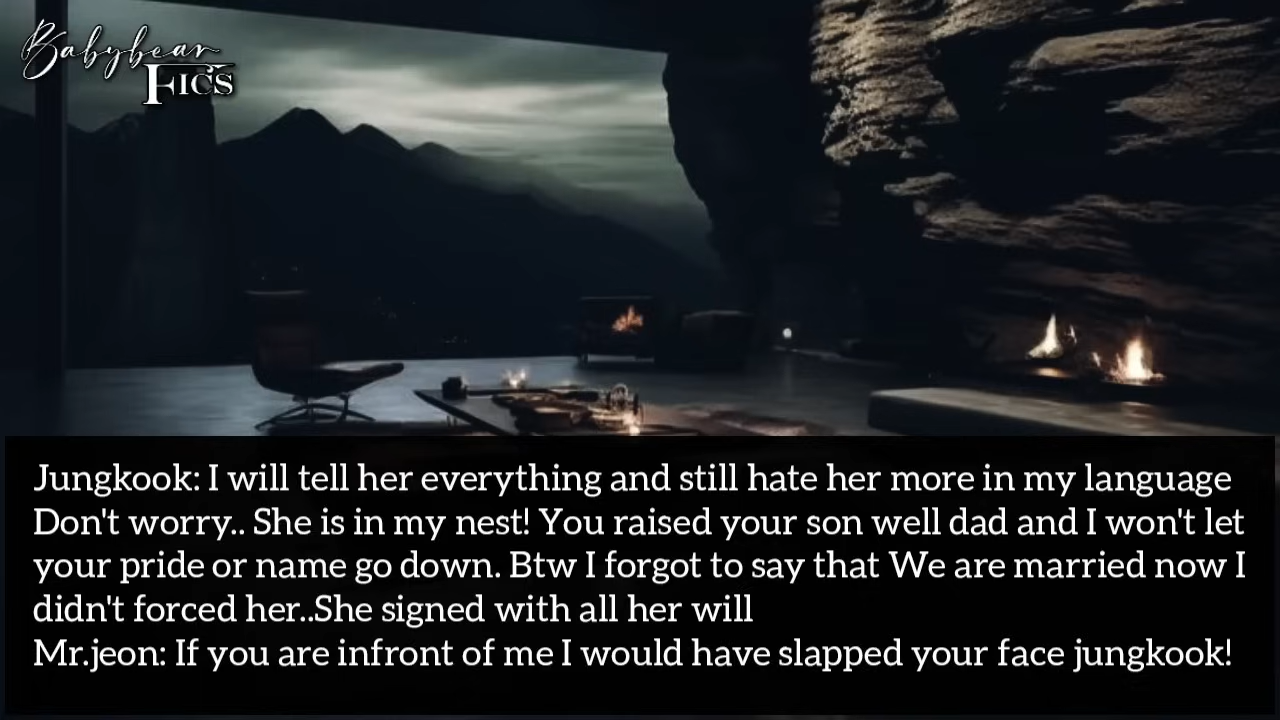 Babybear
FICS
Jungkook: I will tell her everything and still hate her more in my language
Don't worry.. She is in my nest! You raised your son well dad and I won't let
your pride or name go down. Btw I forgot to say that We are married now I
didn't forced her..She signed with all her will
Mr.jeon: If you are infront of me I would have slapped your face jungkook!